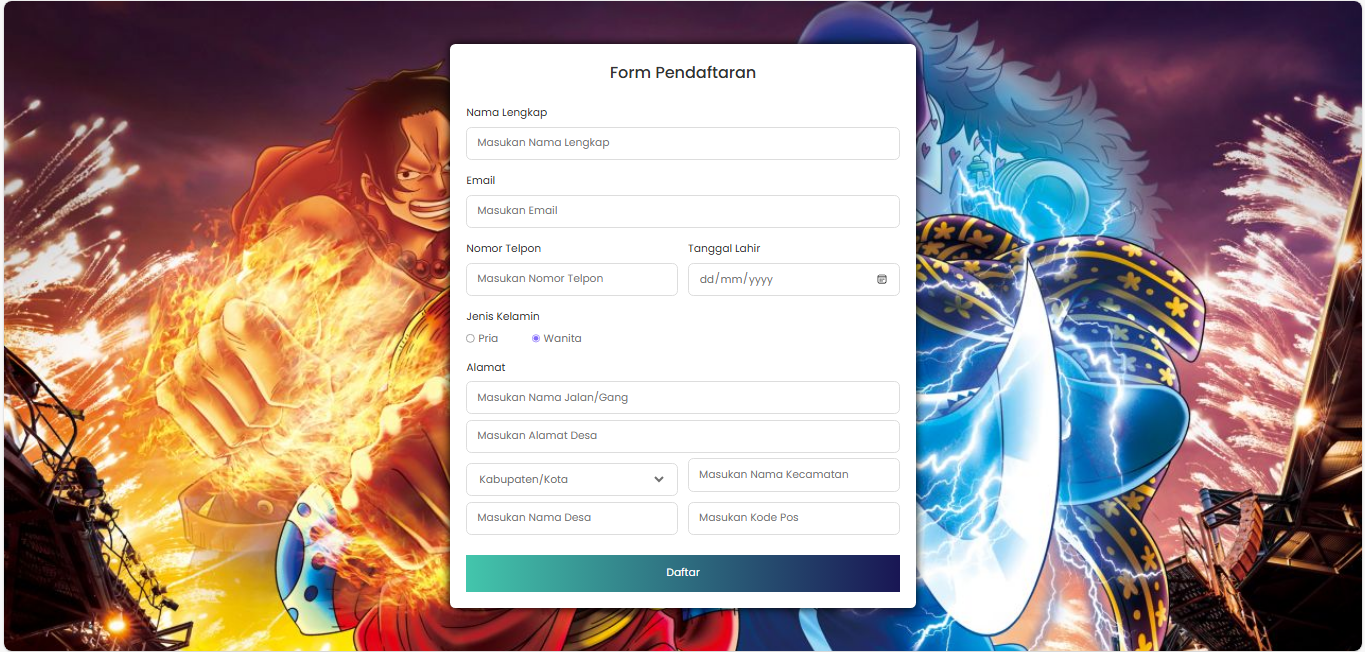 Form Pendaftaran
Nama Lengkap
Masukan Nama Lengkap
Email
Masukan Email
Nomor Telpon
Tanggal Lahir
Masukan Nomor Telpon
dd/mm/yyyy
Jenis Kelamin
Pria
Wanita
Alamat
Masukan Nama Jalan/Gang
Masukan Alamat Desa
Kabupaten/Kota
Masukan Nama Kecamatan
Masukan Nama Desa
Masukan Kode Pos
Daftar